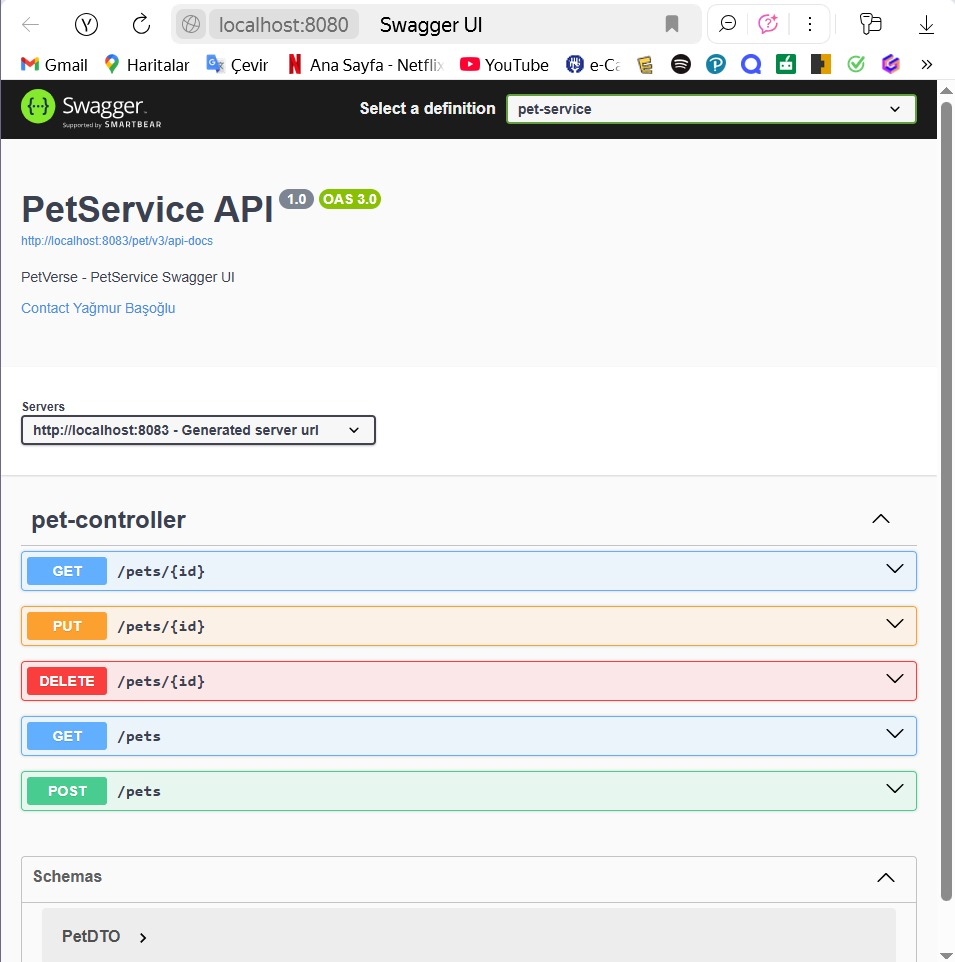 localhost:8080 Swagger UI
Gmail Haritalar Çevir Ana Sayfa - Netflix YouTube e-Ca »
Swagger
Supported by SMARTBEAR
Select a definition pet-service
PetService API 1.0 OAS 3.0
http://localhost:8083/pet/v3/api-docs
PetVerse - PetService Swagger UI
Contact Yağmur Başoğlu
Servers
http://localhost:8083 - Generated server url
pet-controller
GET /pets/{id}
PUT /pets/{id}
DELETE /pets/{id}
GET /pets
POST /pets
Schemas
PetDTO